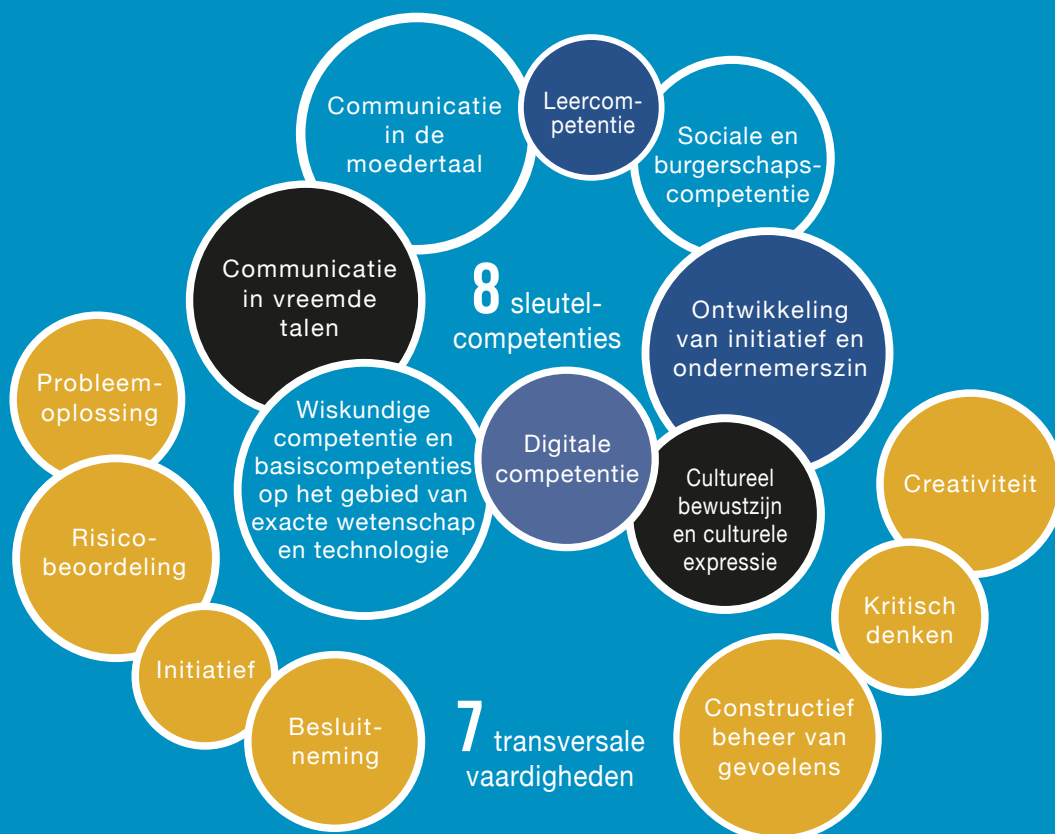 Communicatie
in de
moedertaal
Leercom-
petentie
Sociale en
burgerschaps-
competentie
Communicatie
in vreemde
talen
8 sleutel-
competenties
Ontwikkeling
van initiatief en
ondernemerszin
Wiskundige
competentie en
basiscompetenties
op het gebied van
exacte wetenschap
en technologie
Digitale
competentie
Cultureel
bewustzijn
en culturele
expressie
Probleem-
oplossing
Risico-
beoordeling
Initiatief
Besluit-
neming
7 transversale
vaardigheden
Creativiteit
Kritisch
denken
Constructief
beheer van
gevoelens